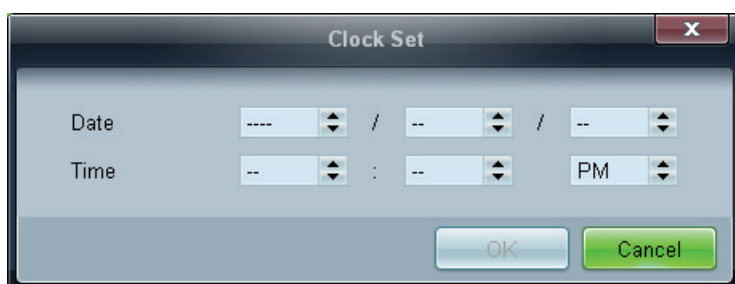 Clock Set
x
Date ---- / -- / --
Time -- : -- PM
OK Cancel